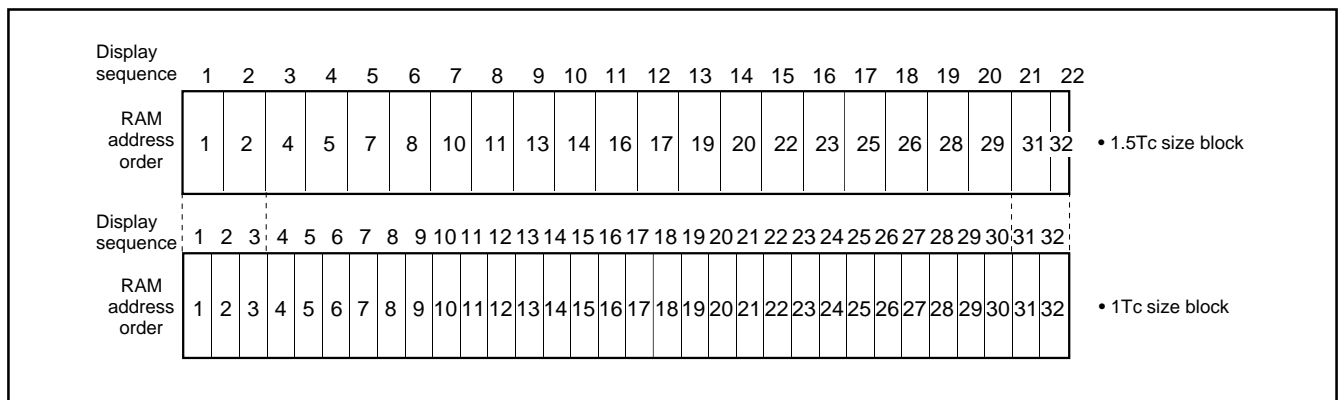 Display
sequence 1 2 3 4 5 6 7 8 9 10 11 12 13 14 15 16 17 18 19 20 21 22
RAM
address
order
1 2 4 5 7 8 10 11 13 14 16 17 19 20 22 23 25 26 28 29 31 32
• 1.5Tc size block
Display
sequence 1 2 3 4 5 6 7 8 9 10 11 12 13 14 15 16 17 18 19 20 21 22 23 24 25 26 27 28 29 30 31 32
RAM
address
order
1 2 3 4 5 6 7 8 9 10 11 12 13 14 15 16 17 18 19 20 21 22 23 24 25 26 27 28 29 30 31 32
• 1Tc size block